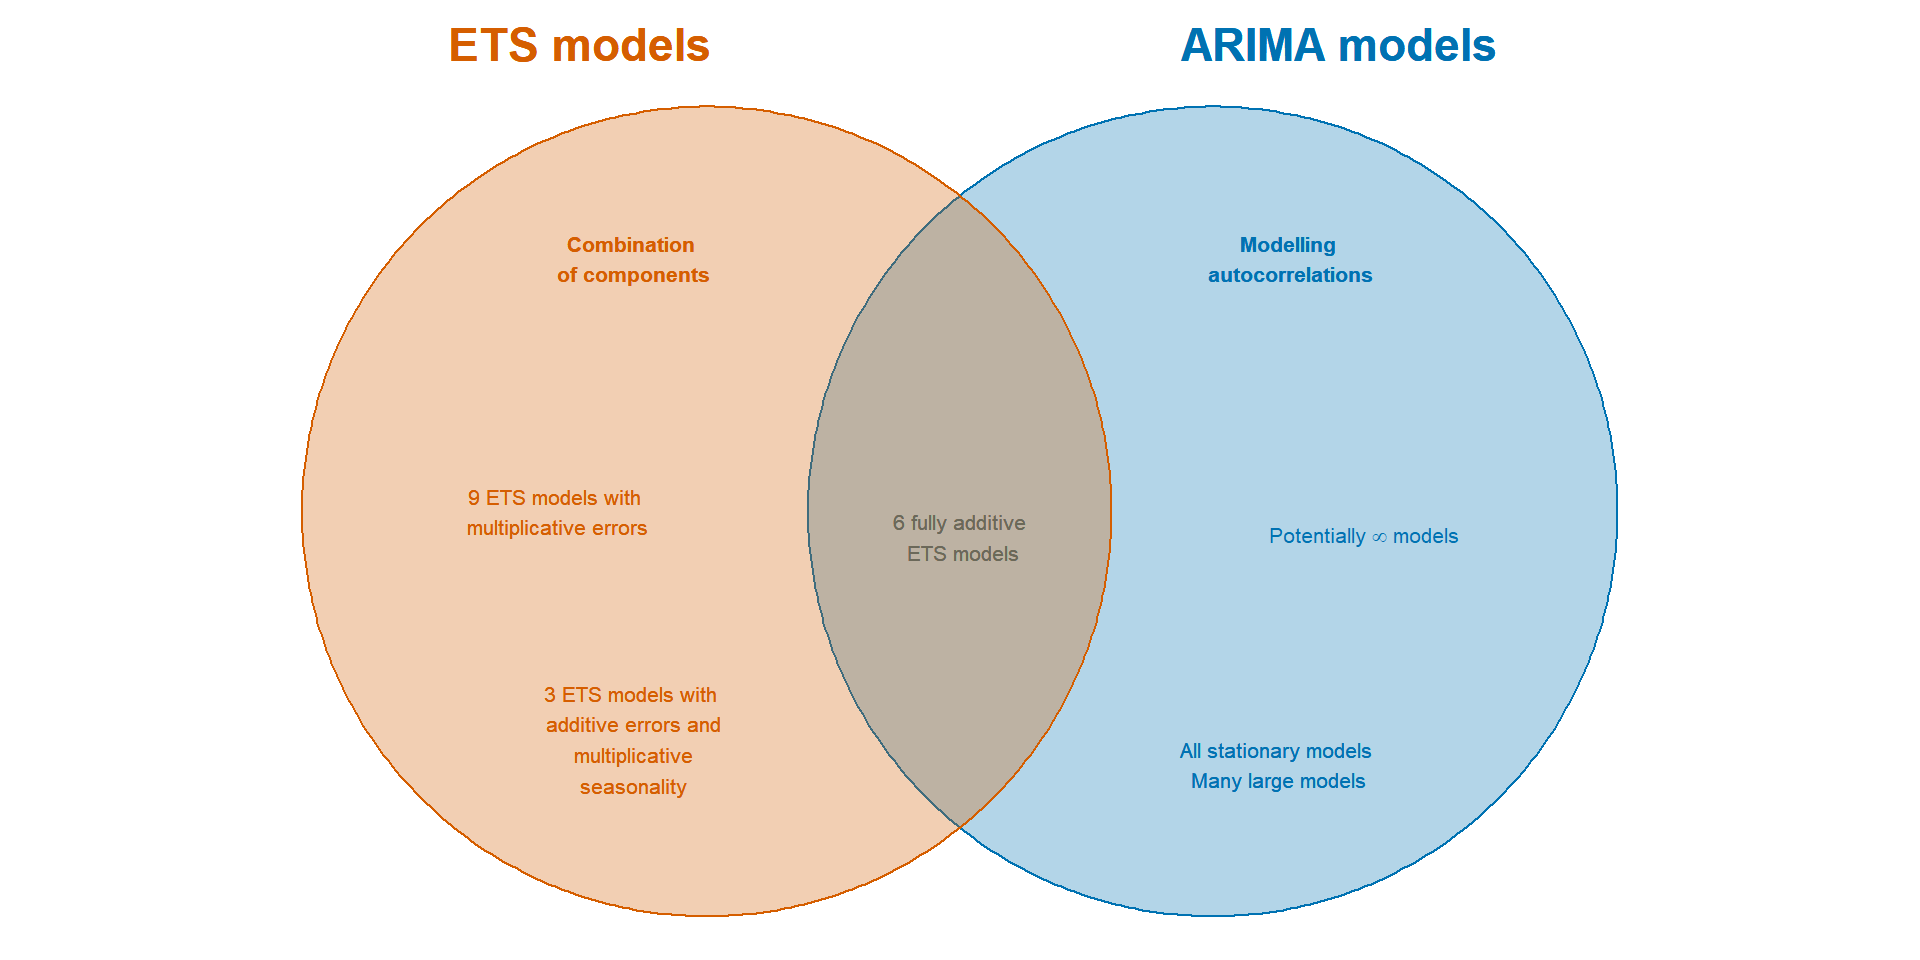 ETS models
ARIMA models
Combination
of components
Modelling
autocorrelations
9 ETS models with
multiplicative errors
6 fully additive
ETS models
Potentially ∞ models
3 ETS models with
additive errors and
multiplicative
seasonality
All stationary models
Many large models